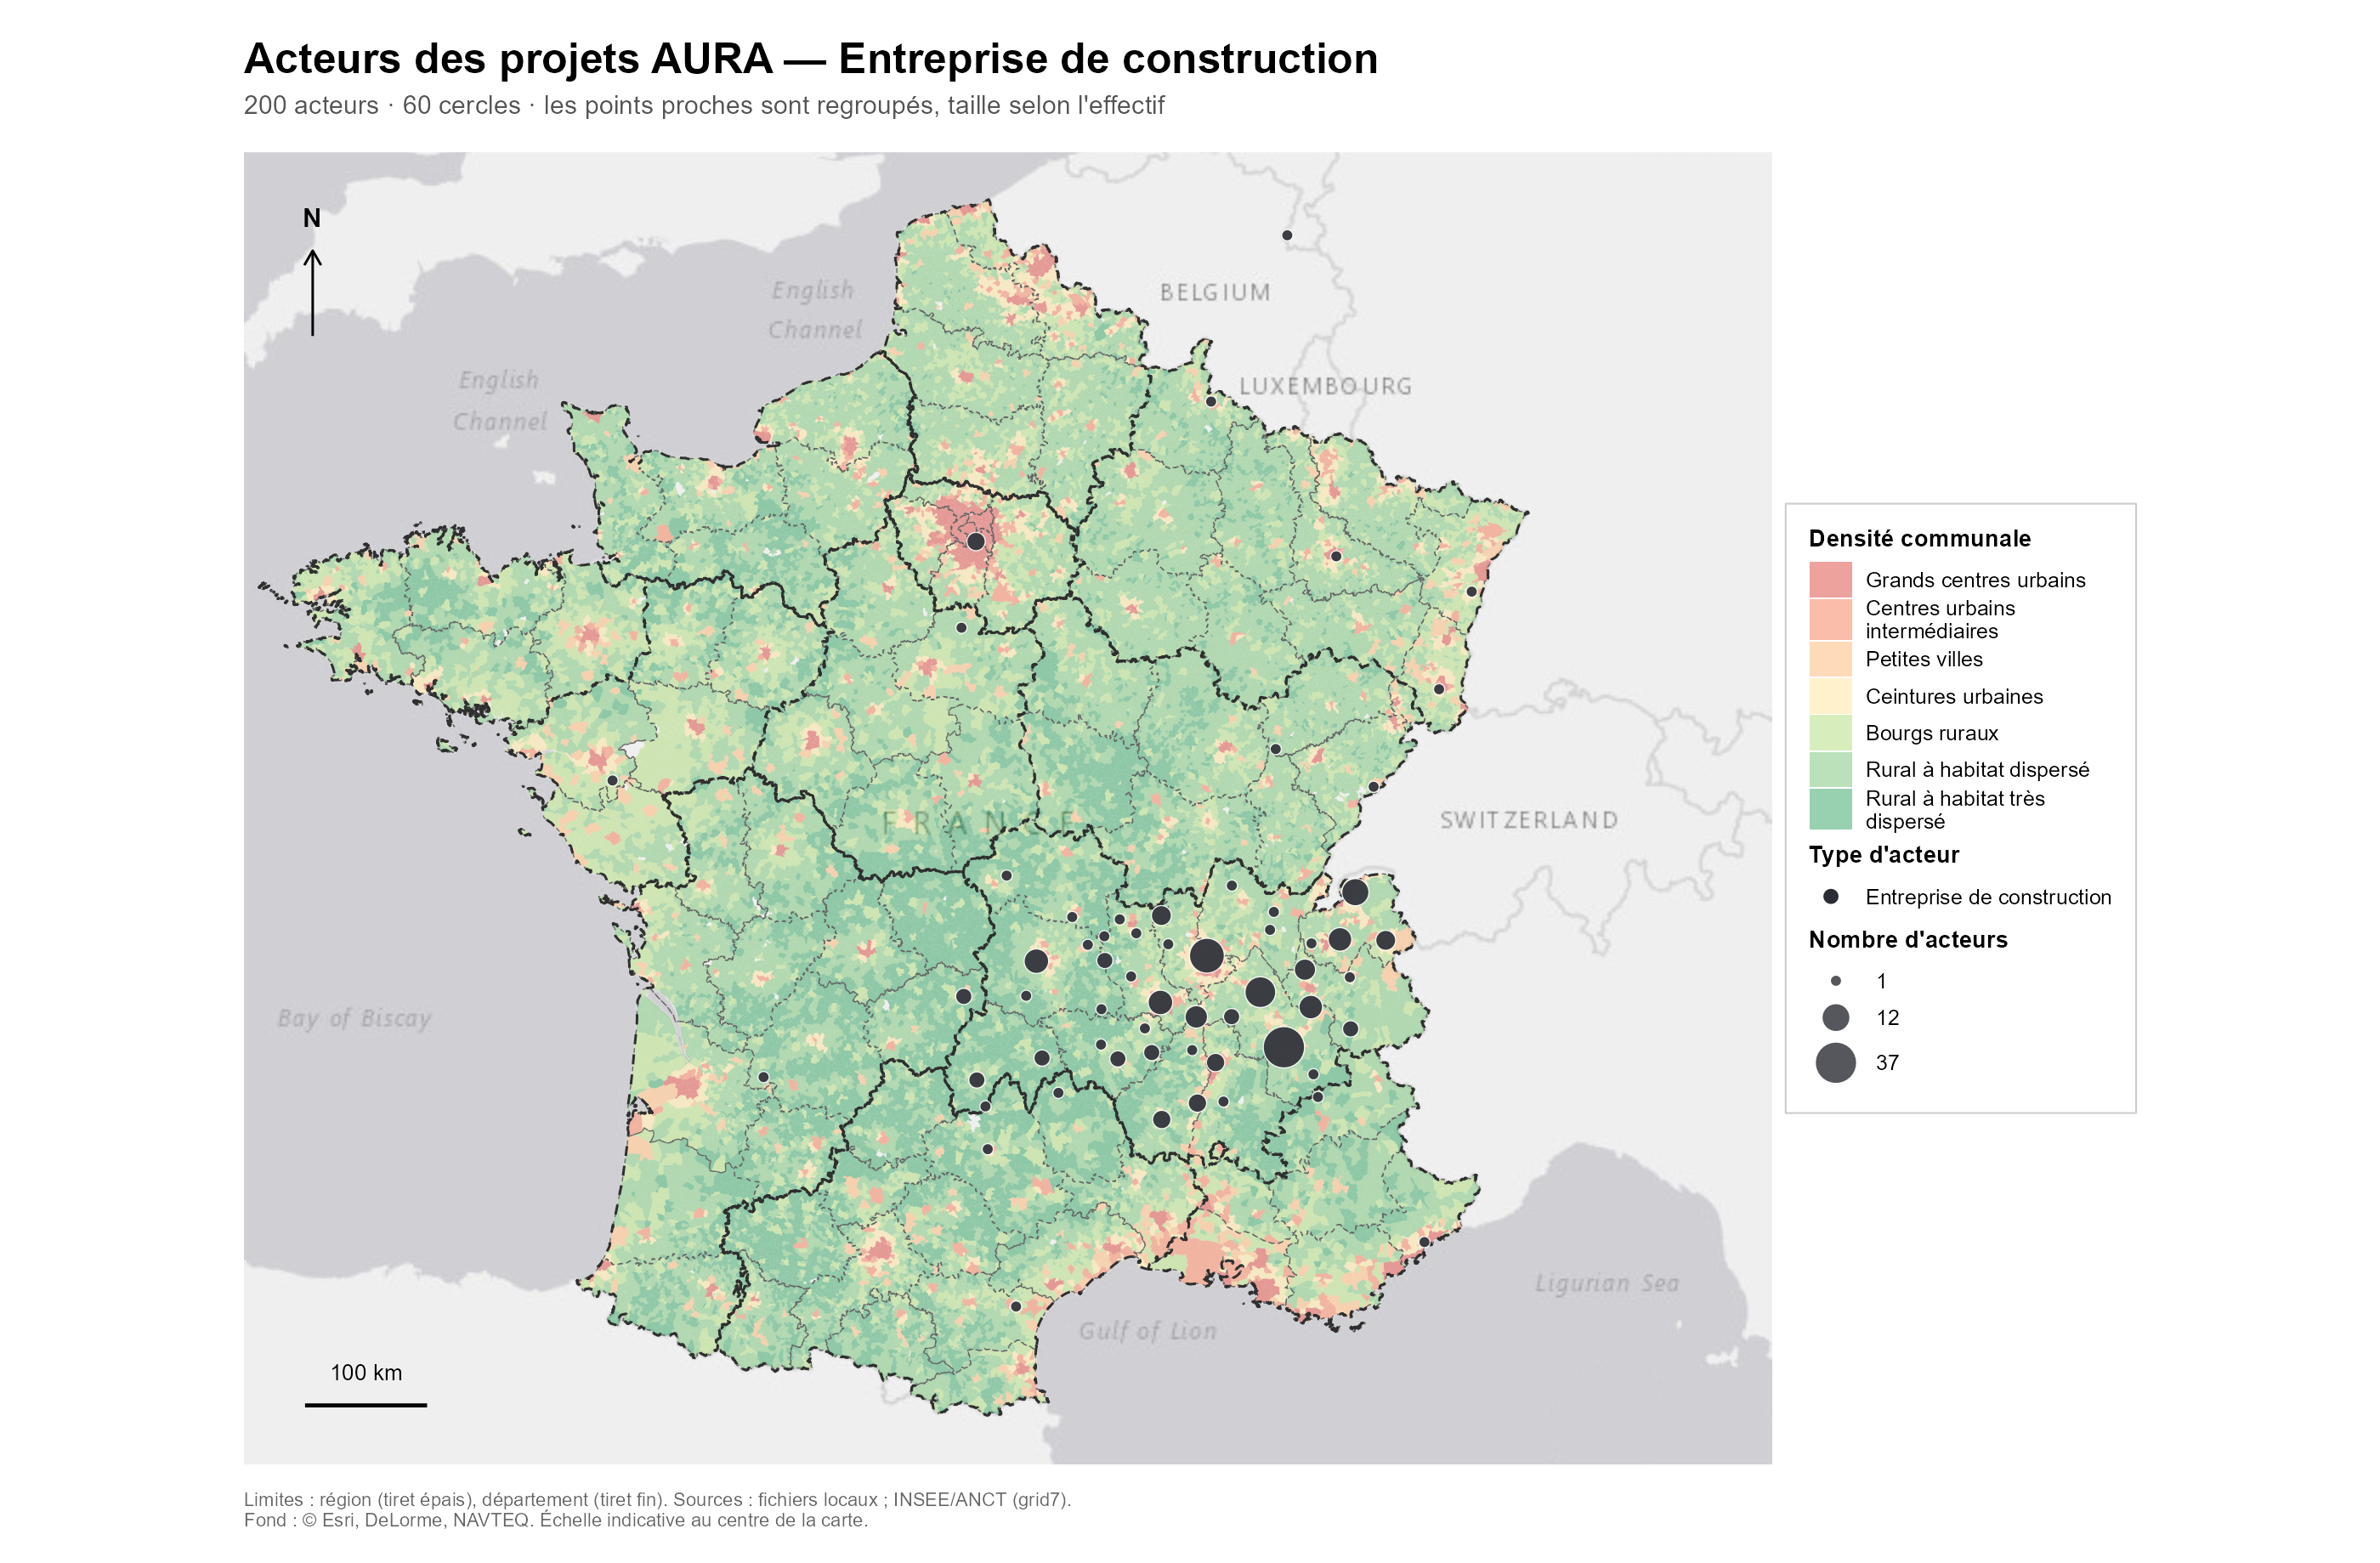 Acteurs des projets AURA — Entreprise de construction
200 acteurs · 60 cercles · les points proches sont regroupés, taille selon l'effectif
N
English
Channel
BELGIUM
English
Channel
LUXEMBOURG
FRANCE
SWITZERLAND
Bay of Biscay
Ligurian Sea
Gulf of Lion
100 km
Densité communale
Grands centres urbains
Centres urbains
intermédiaires
Petites villes
Ceintures urbaines
Bourgs ruraux
Rural à habitat dispersé
Rural à habitat très
dispersé
Type d'acteur
Entreprise de construction
Nombre d'acteurs
1
12
37
Limites : région (tiret épais), département (tiret fin). Sources : fichiers locaux ; INSEE/ANCT (grid7).
Fond : © Esri, DeLorme, NAVTEQ. Échelle indicative au centre de la carte.